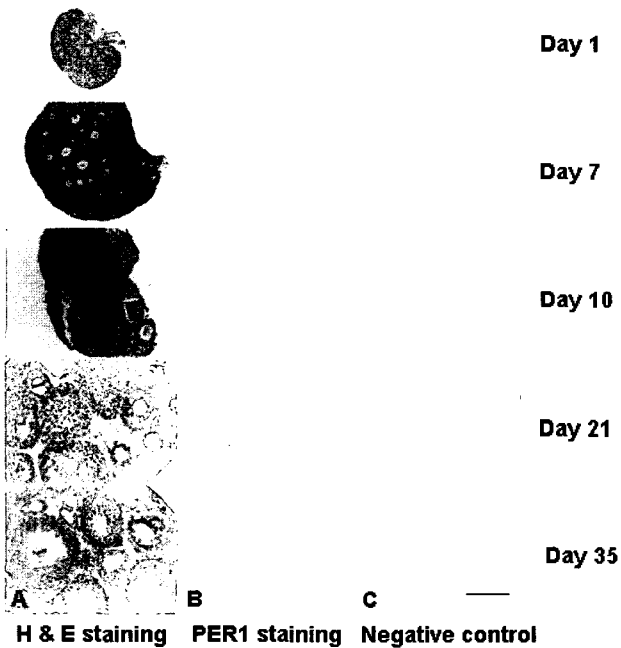 Day 1
Day 7
Day 10
Day 21
Day 35
A B C
H & E staining PER1 staining Negative control